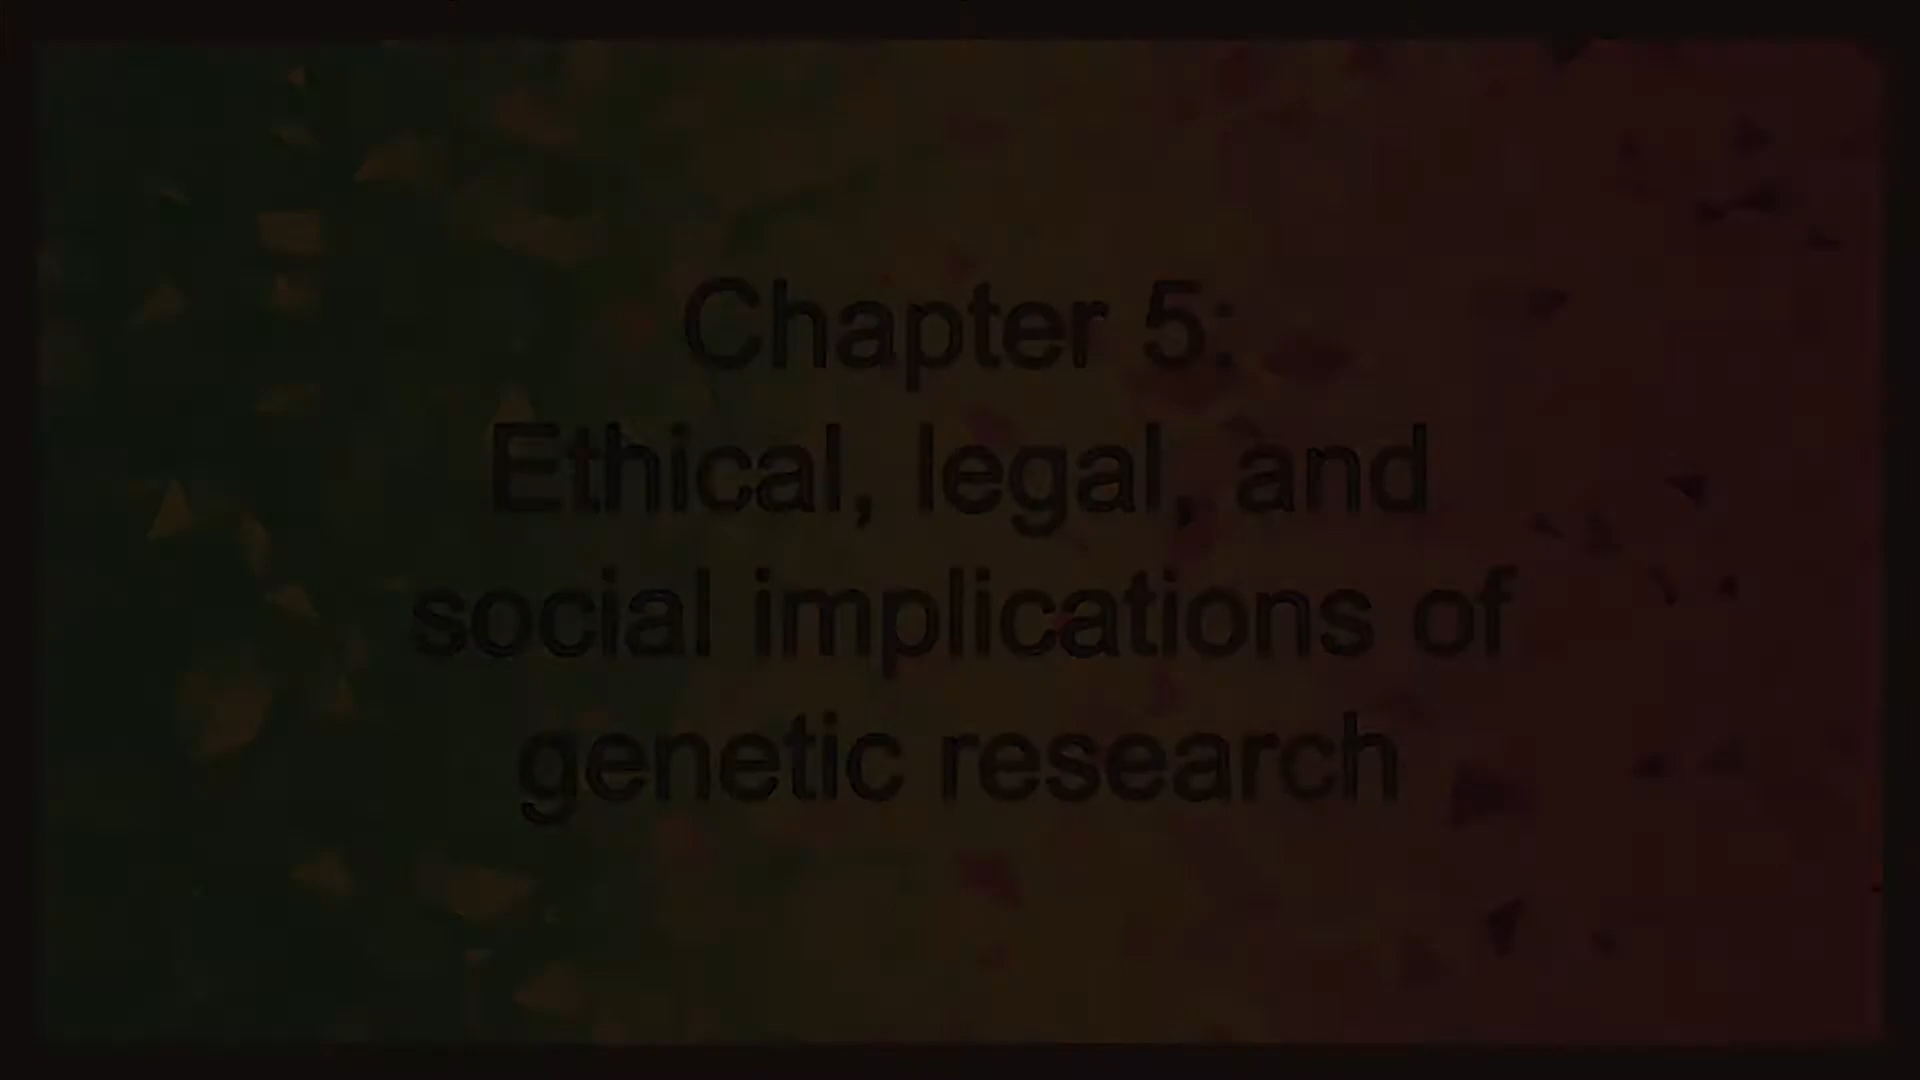 Chapter 5:
Ethical, legal, and
social implications of
genetic research